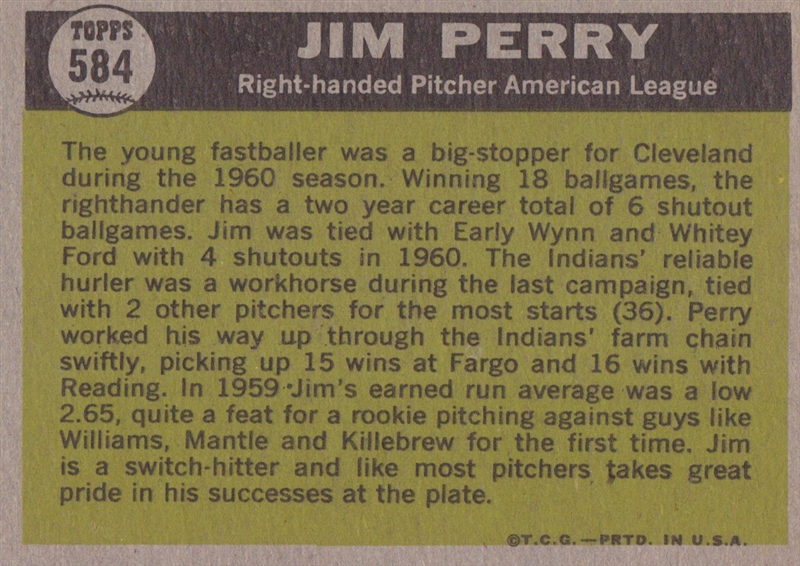 TOPPS
584
JIM PERRY
Right-handed Pitcher American League
The young fastballer was a big-stopper for Cleveland
during the 1960 season. Winning 18 ballgames, the
righthander has a two year career total of 6 shutout
ballgames. Jim was tied with Early Wynn and Whitey
Ford with 4 shutouts in 1960. The Indians' reliable
hurler was a workhorse during the last campaign, tied
with 2 other pitchers for the most starts (36). Perry
worked his way up through the Indians' farm chain
swiftly, picking up 15 wins at Fargo and 16 wins with
Reading. In 1959 Jim's earned run average was a low
2.65, quite a feat for a rookie pitching against guys like
Williams, Mantle and Killebrew for the first time. Jim
is a switch-hitter and like most pitchers takes great
pride in his successes at the plate.
©T.C.G.—PRTD. IN U.S.A.